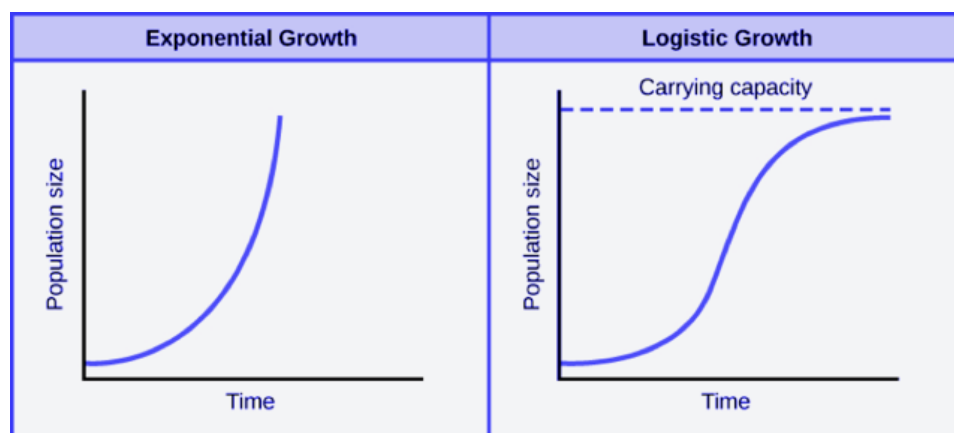 Exponential Growth
Population size
Time
Logistic Growth
Carrying capacity
Population size
Time